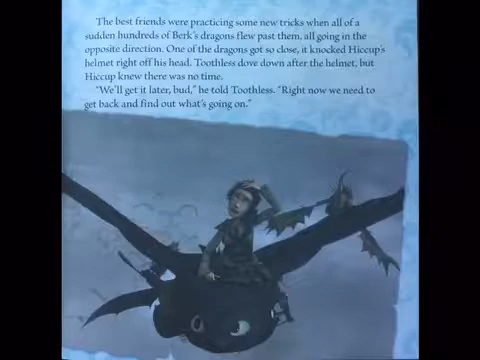 The best friends were practicing some new tricks when all of a
sudden hundreds of Berk's dragons flew past them, all going in the
opposite direction. One of the dragons got so close, it knocked Hiccup's
helmet right off his head. Toothless dove down after the helmet, but
Hiccup knew there was no time.
"We'll get it later, bud," he told Toothless. "Right now we need to
get back and find out what's going on."